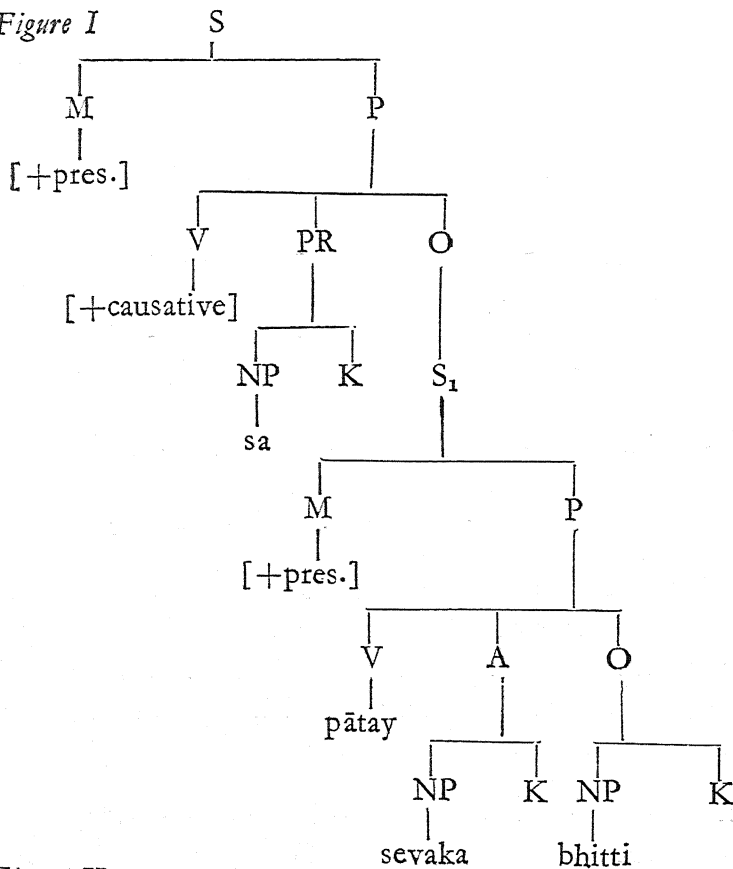 Figure I S
M P
[+pres.]
V PR O
[+causative]
NP K S₁
sa
M P
[+pres.]
V A O
pātay
NP K NP K
sevaka bhitti